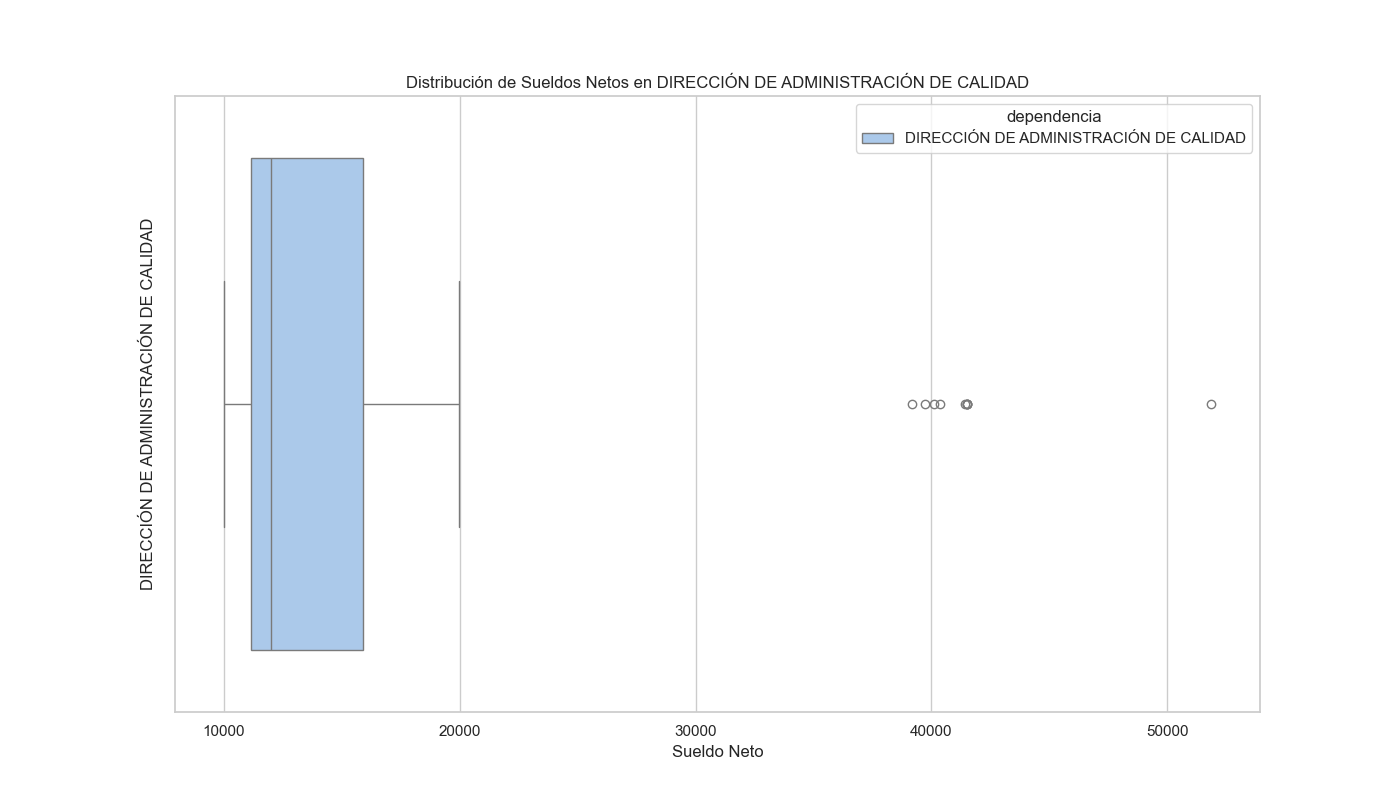 Distribución de Sueldos Netos en DIRECCIÓN DE ADMINISTRACIÓN DE CALIDAD
dependencia
DIRECCIÓN DE ADMINISTRACIÓN DE CALIDAD
DIRECCIÓN DE ADMINISTRACIÓN DE CALIDAD
10000 20000 30000 40000 50000
Sueldo Neto